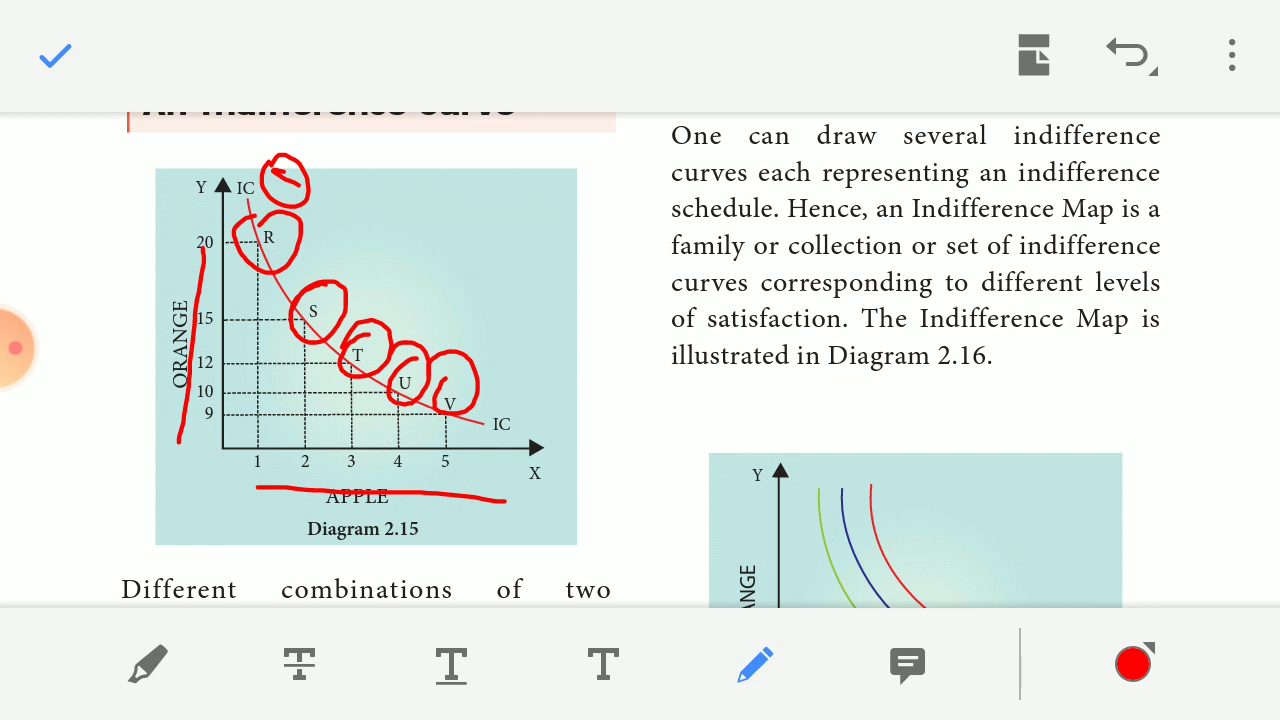 An Indifference Curve
Y
IC
20
R
15
S
12
T
10
U
9
V
IC
ORANGE
1 2 3 4 5
X
APPLE
Diagram 2.15
Different combinations of two
One can draw several indifference
curves each representing an indifference
schedule. Hence, an Indifference Map is a
family or collection or set of indifference
curves corresponding to different levels
of satisfaction. The Indifference Map is
illustrated in Diagram 2.16.
Y
ANGE
T
T
T